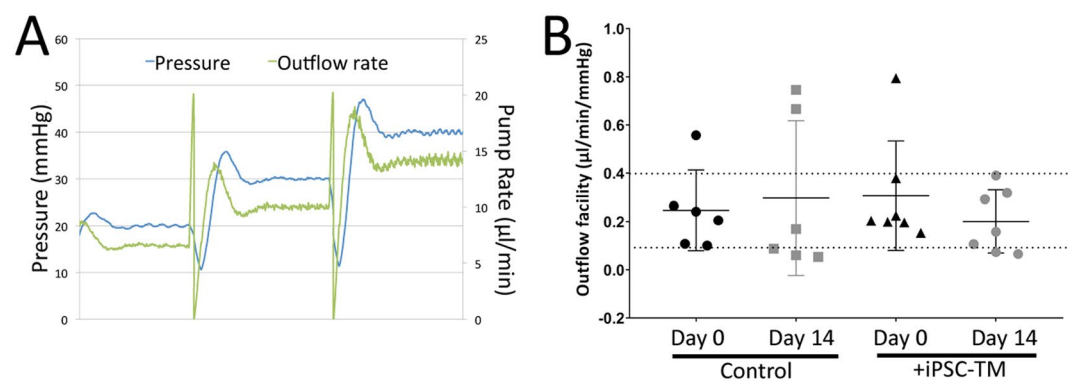 A
Pressure
Outflow rate
Pressure (mmHg)
60
50
40
30
20
10
0
25
20
15
10
5
0
Pump Rate (µl/min)
B
Outflow facility (µl/min/mmHg)
1.0
0.8
0.6
0.4
0.2
0.0
-0.2
Day 0
Day 14
Day 0
Day 14
Control
+iPSC-TM